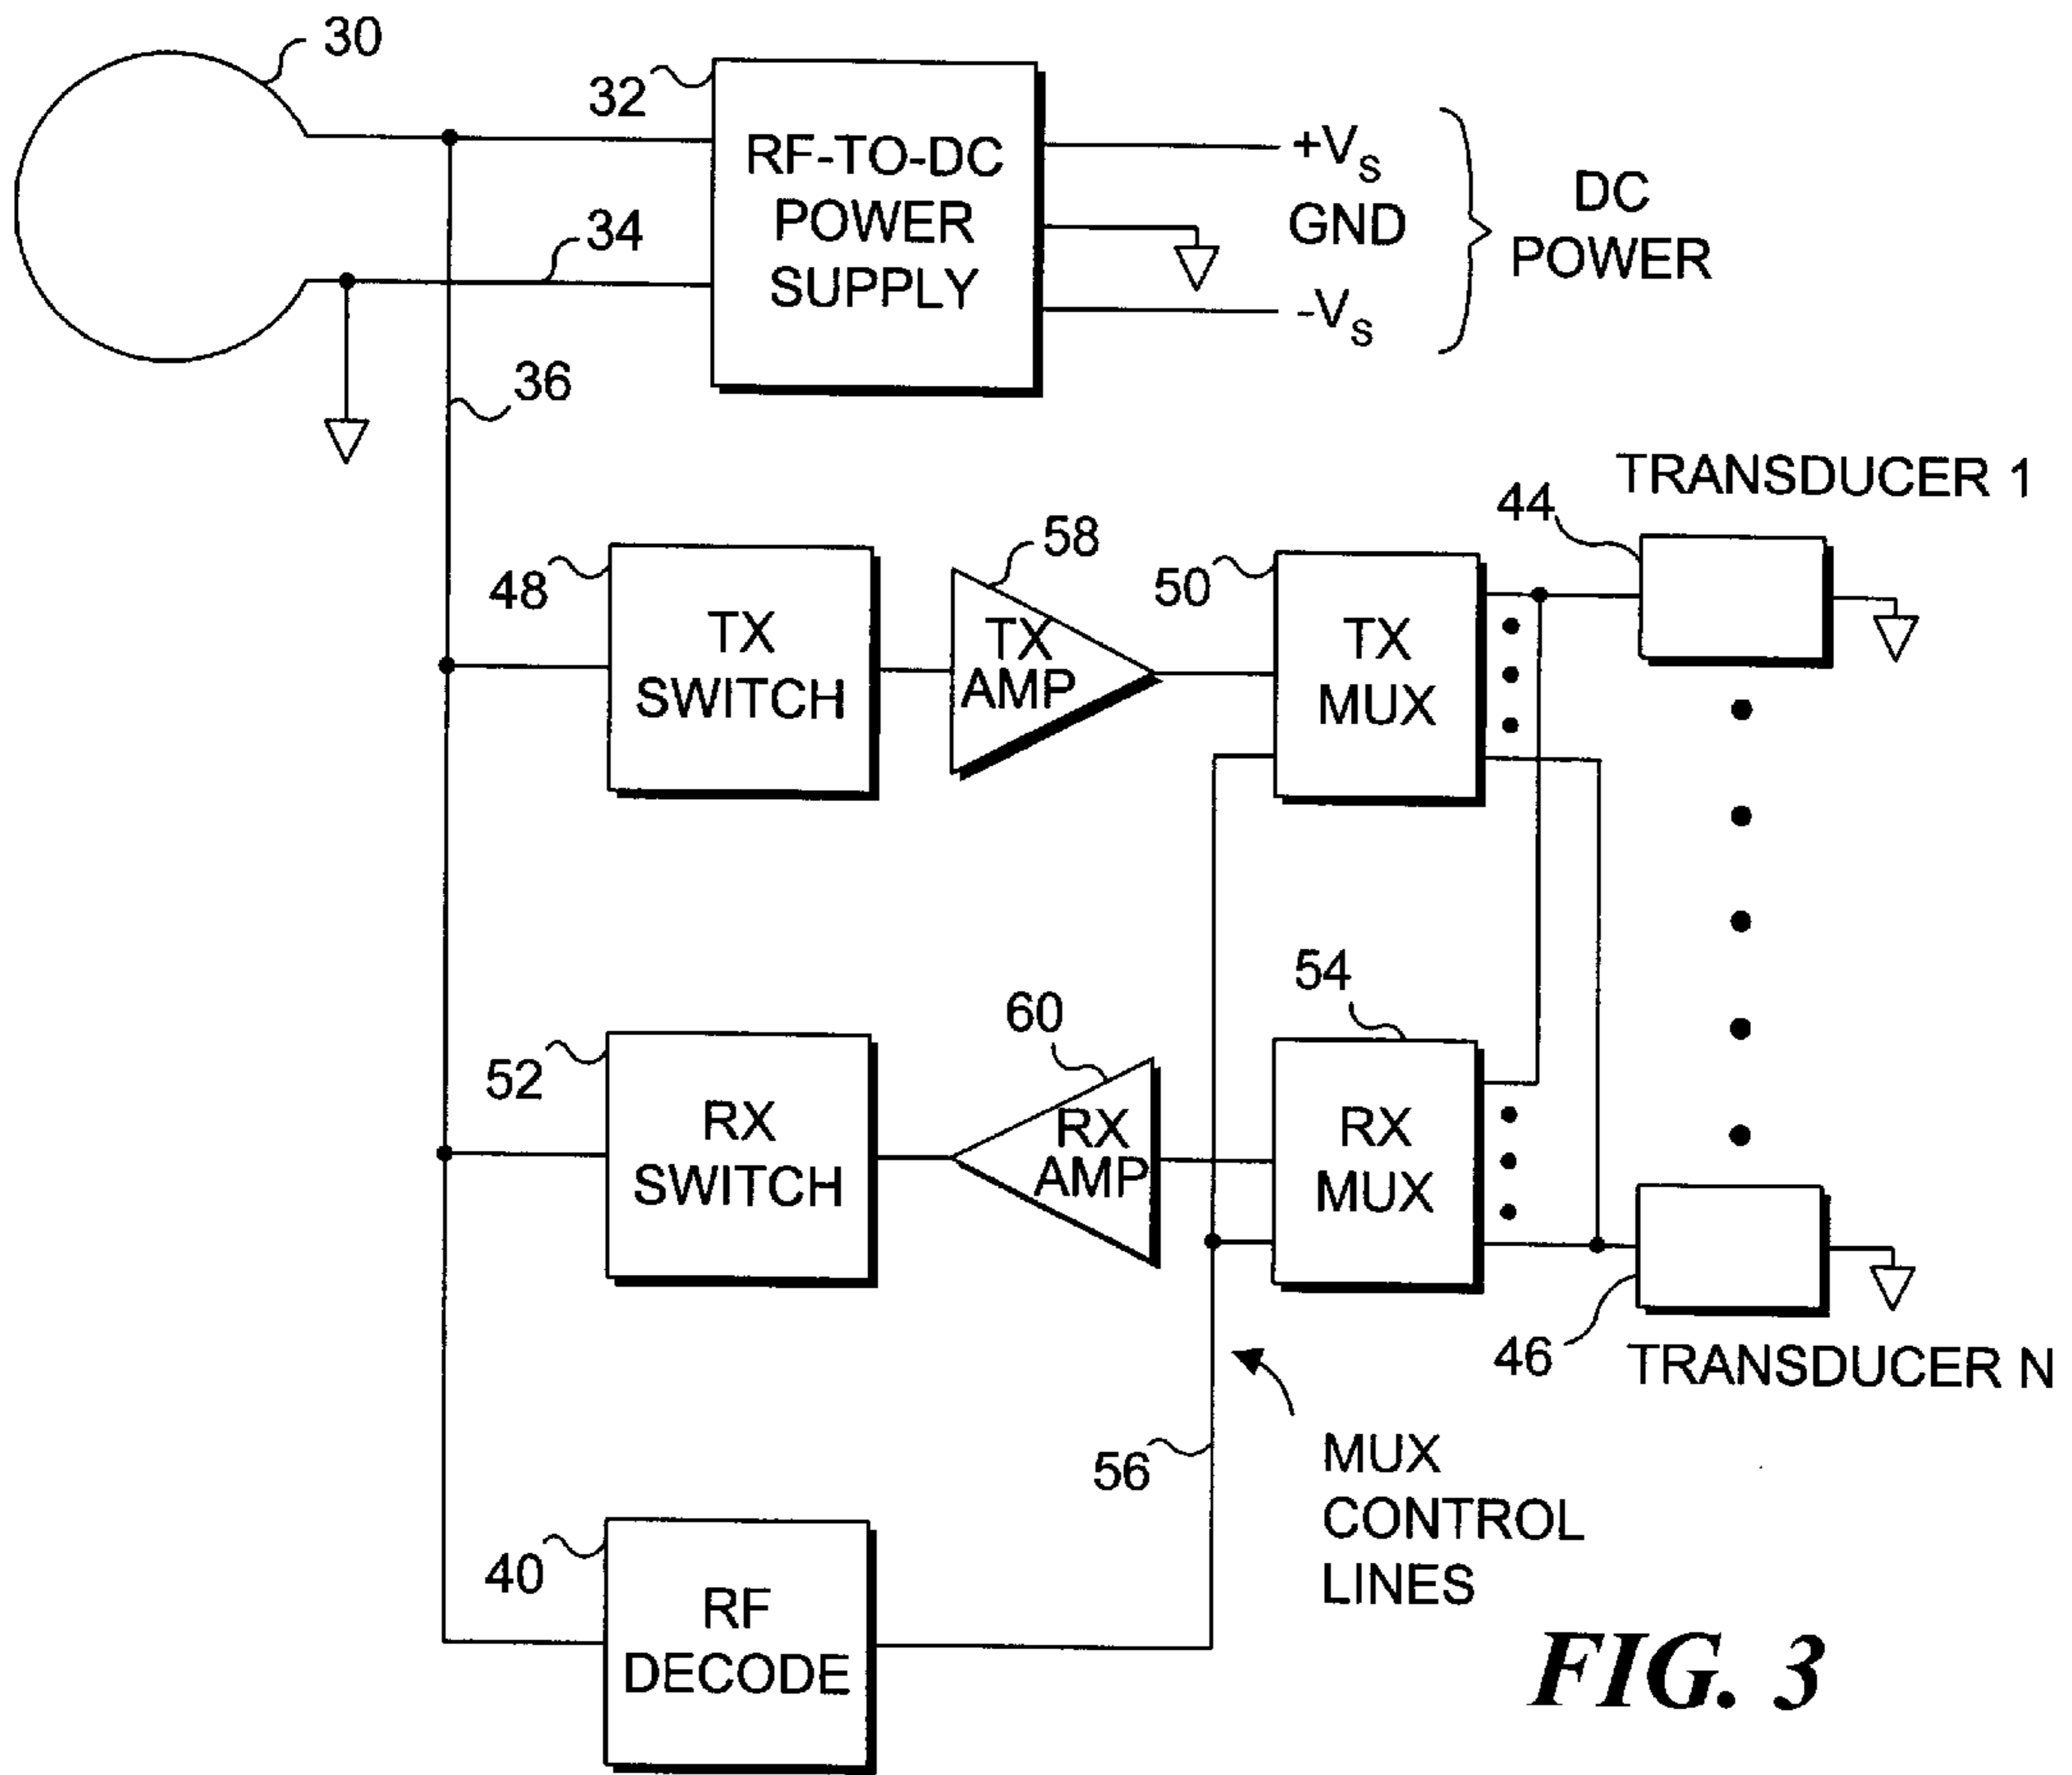 30
32
RF-TO-DC
POWER
SUPPLY
+VS
GND
-VS
DC
POWER
34
36
TRANSDUCER 1
44
48
TX
SWITCH
58
TX
AMP
50
TX
MUX
52
RX
SWITCH
60
RX
AMP
54
RX
MUX
46
TRANSDUCER N
56
MUX
CONTROL
LINES
40
RF
DECODE
FIG. 3